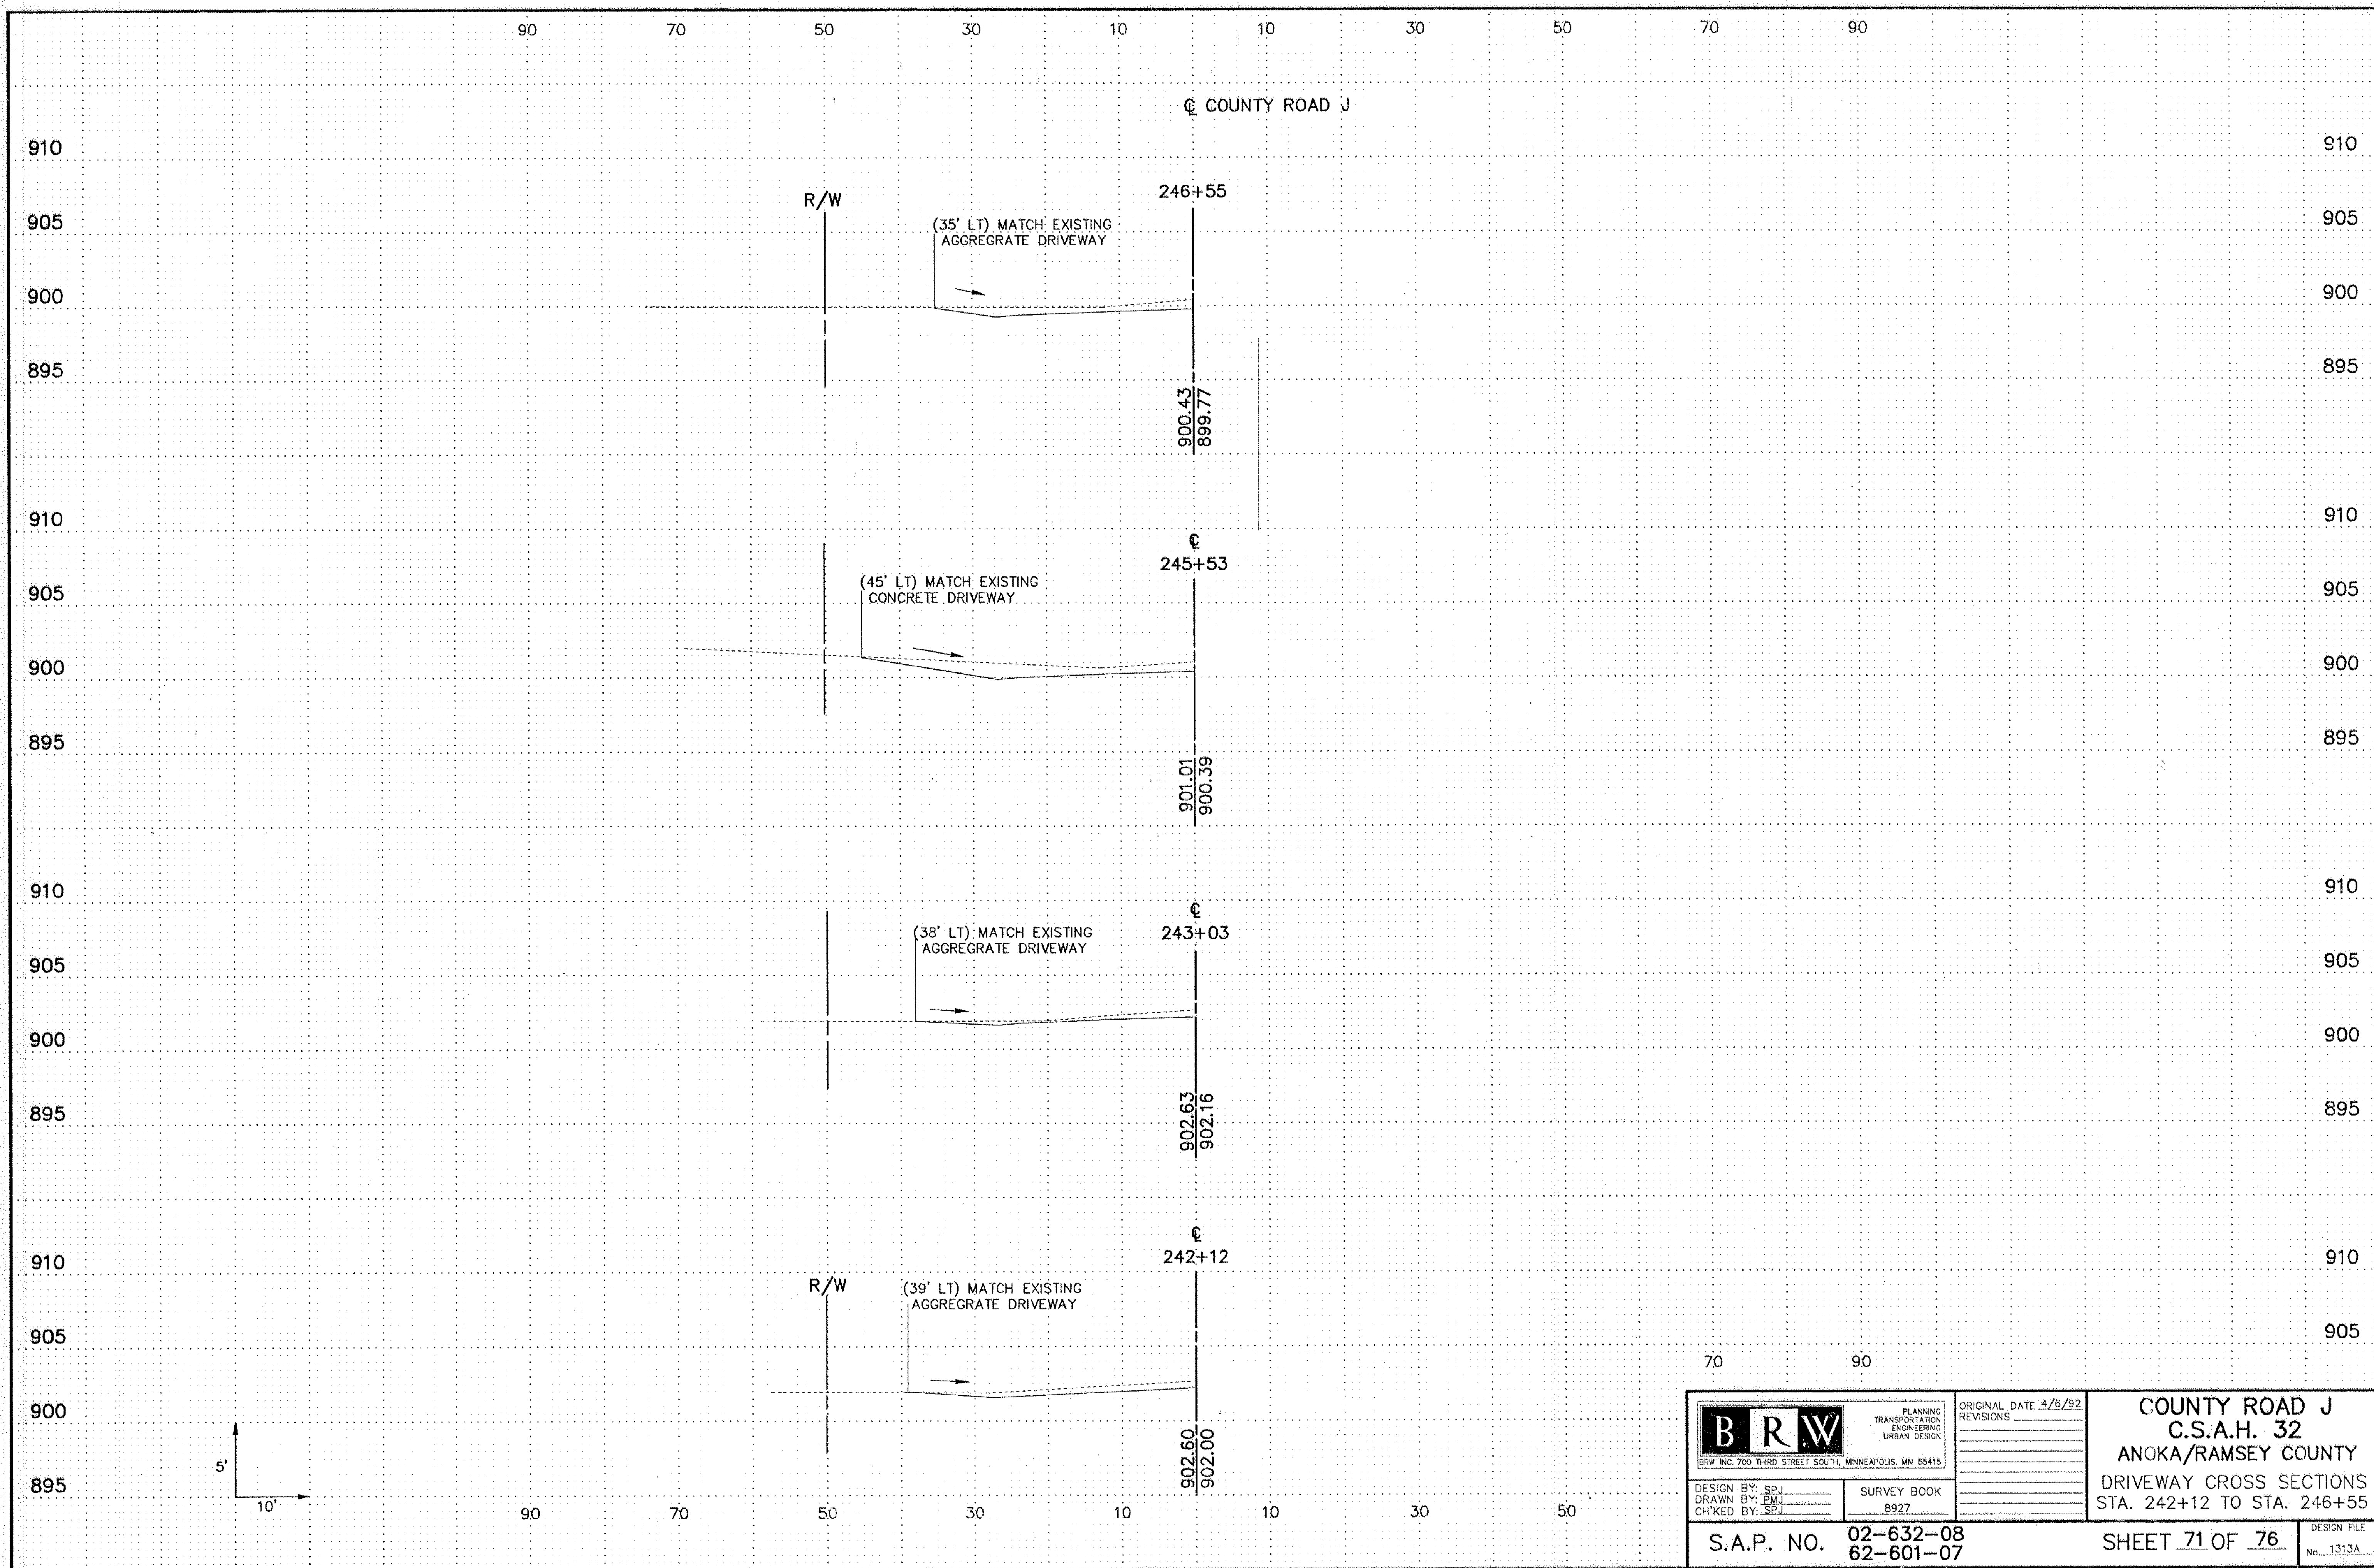 90 70 50 30 10 10 30 50 70 90
℄ COUNTY ROAD J
910 910
R/W 246+55
905 905
(35' LT) MATCH EXISTING
AGGREGRATE DRIVEWAY
900 900
895 895
900.43
899.77
910 910
℄
245+53
905 905
(45' LT) MATCH EXISTING
CONCRETE DRIVEWAY
900 900
895 895
901.01
900.39
910 910
℄
243+03
(38' LT) MATCH EXISTING
AGGREGRATE DRIVEWAY
905 905
900 900
895 895
902.63
902.16
℄
242+12
910 910
R/W
(39' LT) MATCH EXISTING
AGGREGRATE DRIVEWAY
905 905
70 90
900
902.60
902.00
5'
895
10'
90 70 50 30 10 10 30 50
BRW
PLANNING
TRANSPORTATION
ENGINEERING
URBAN DESIGN
BRW INC. 700 THIRD STREET SOUTH, MINNEAPOLIS, MN 55415
DESIGN BY: SPJ
DRAWN BY: PMJ
CH'KED BY: SPJ
SURVEY BOOK
8927
ORIGINAL DATE 4/6/92
REVISIONS
COUNTY ROAD J
C.S.A.H. 32
ANOKA/RAMSEY COUNTY
DRIVEWAY CROSS SECTIONS
STA. 242+12 TO STA. 246+55
S.A.P. NO. 02-632-08
62-601-07
SHEET 71 OF 76
DESIGN FILE
No. 1313A